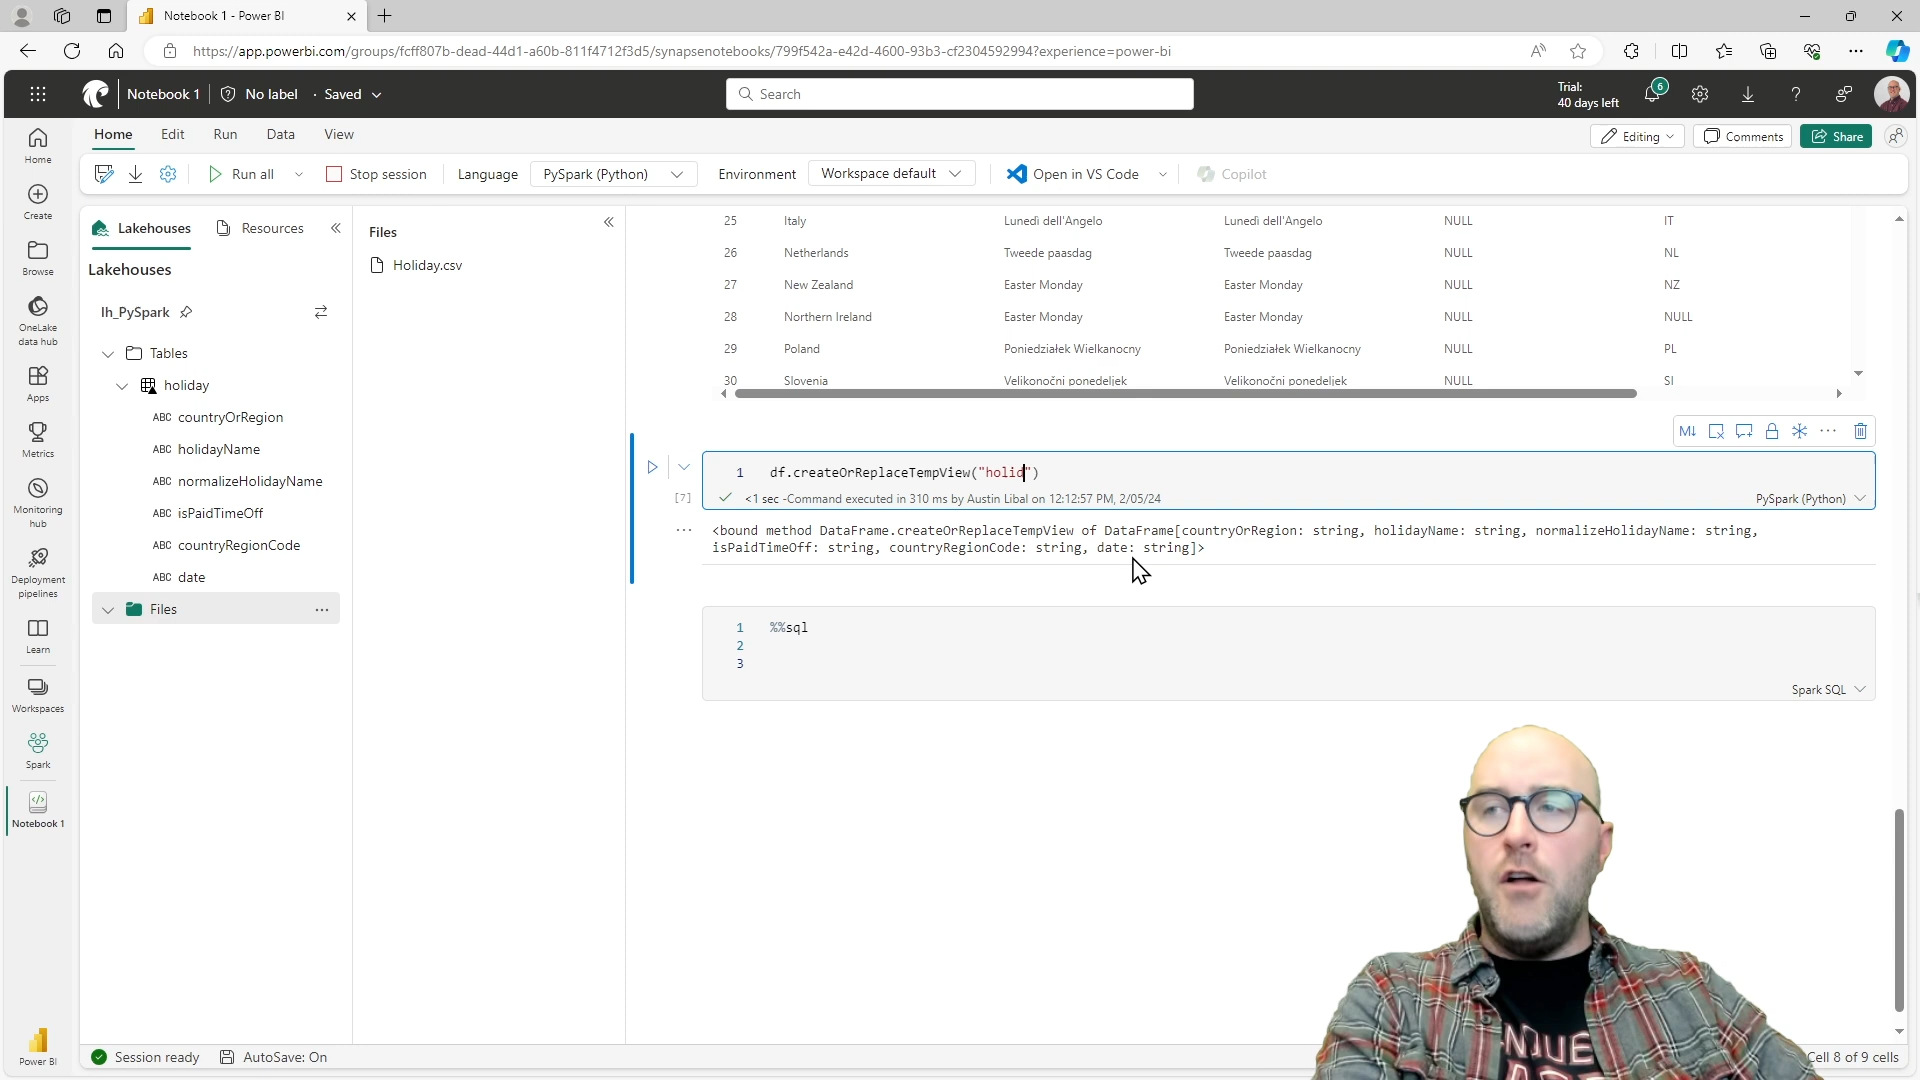 Notebook 1 - Power BI
https://app.powerbi.com/groups/fcff807b-dead-44d1-a60b-811f4712f3d5/synapsenotebooks/799f542a-e42d-4600-93b3-cf2304592994?experience=power-bi
Notebook 1
No label
· Saved
Search
Trial:
40 days left
6
Home
Edit
Run
Data
View
Editing
Comments
Share
Run all
Stop session
Language
PySpark (Python)
Environment
Workspace default
Open in VS Code
Copilot
Home
Create
Browse
OneLake
data hub
Apps
Metrics
Monitoring
hub
Deployment
pipelines
Learn
Workspaces
Spark
Notebook 1
Power BI
Lakehouses
Resources
Lakehouses
lh_PySpark
Tables
holiday
ABC countryOrRegion
ABC holidayName
ABC normalizeHolidayName
ABC isPaidTimeOff
ABC countryRegionCode
ABC date
Files
Files
Holiday.csv
25 Italy Lunedì dell'Angelo Lunedì dell'Angelo NULL IT
26 Netherlands Tweede paasdag Tweede paasdag NULL NL
27 New Zealand Easter Monday Easter Monday NULL NZ
28 Northern Ireland Easter Monday Easter Monday NULL NULL
29 Poland Poniedziałek Wielkanocny Poniedziałek Wielkanocny NULL PL
30 Slovenia Velikonočni ponedeljek Velikonočni ponedeljek NULL SI
M↓
1 df.createOrReplaceTempView("holid")
[7]
<1 sec -Command executed in 310 ms by Austin Libal on 12:12:57 PM, 2/05/24
PySpark (Python)
<bound method DataFrame.createOrReplaceTempView of DataFrame[countryOrRegion: string, holidayName: string, normalizeHolidayName: string,
isPaidTimeOff: string, countryRegionCode: string, date: string]>
1 %%sql
2
3
Spark SQL
Session ready
AutoSave: On
Cell 8 of 9 cells